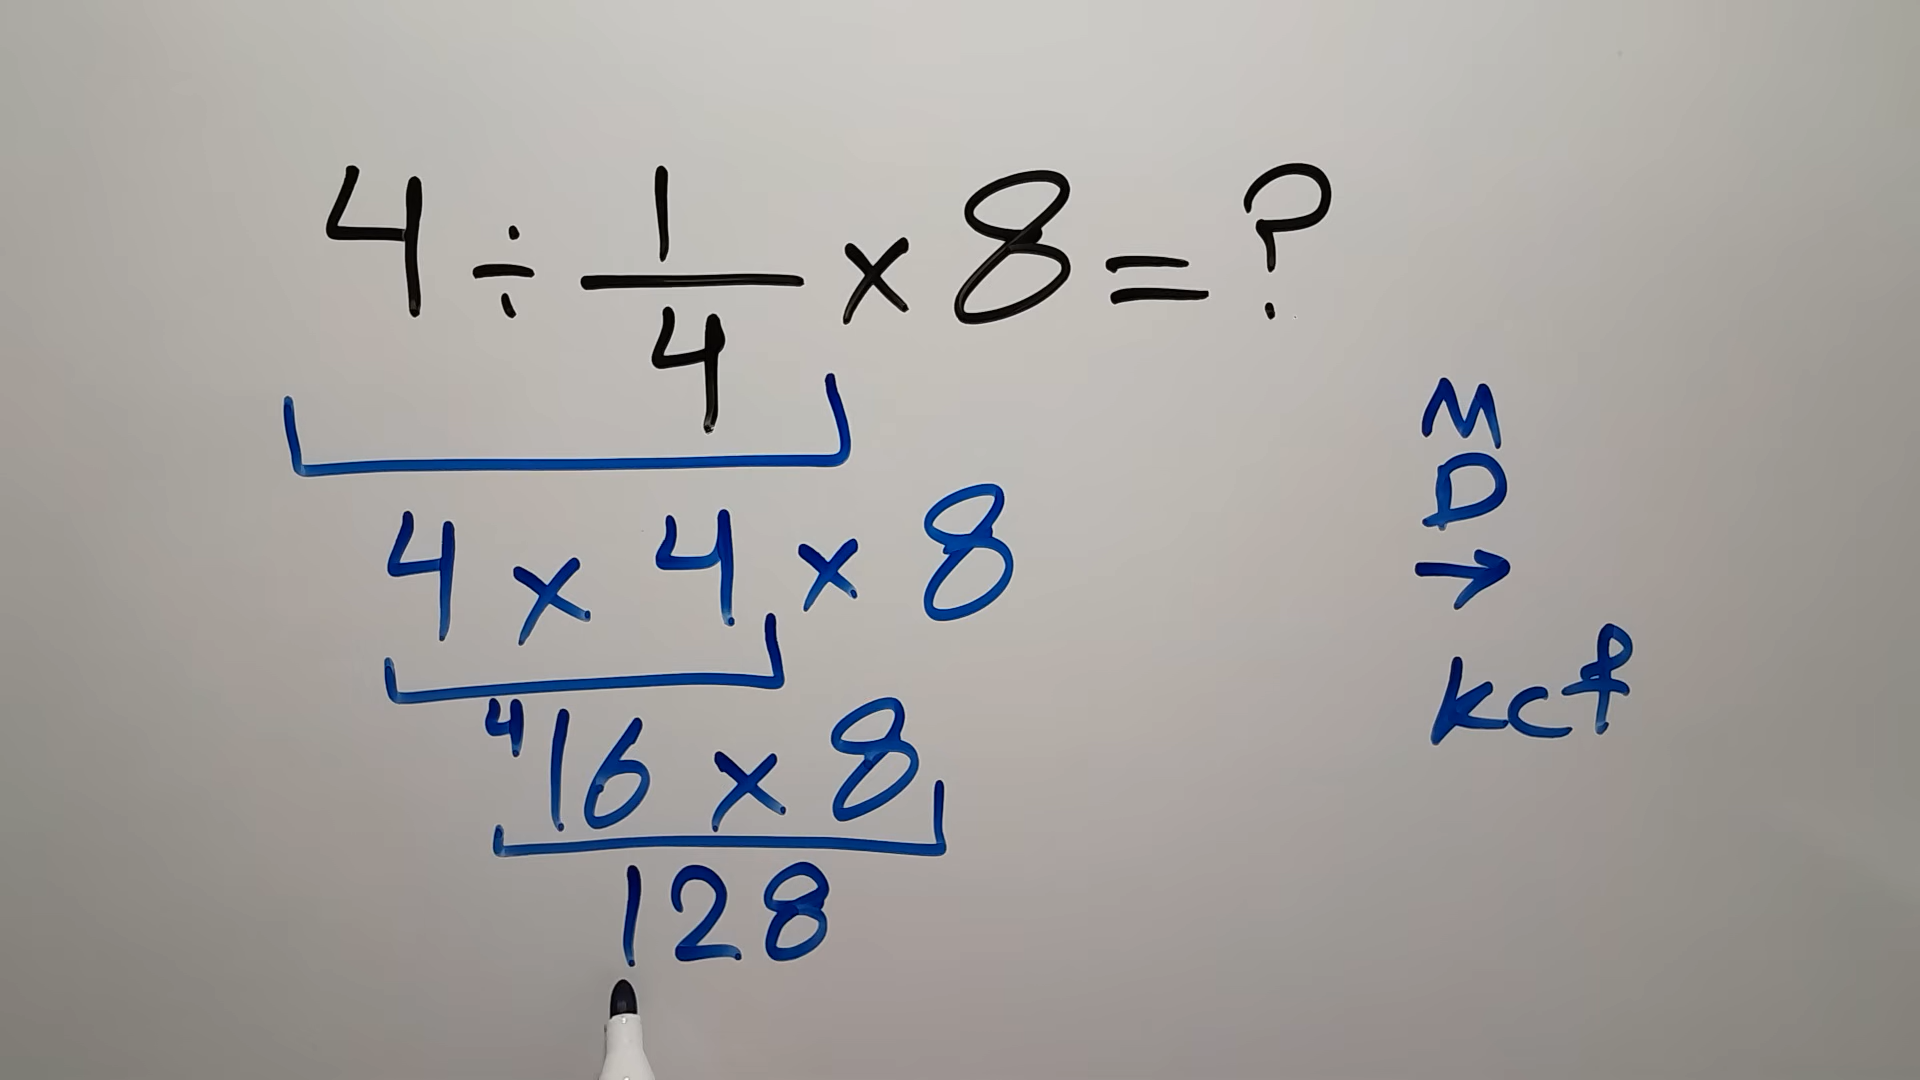 4 ÷ 1/4 × 8 = ?
4 × 4 × 8
4 16 × 8
128
M
D
→
kcf